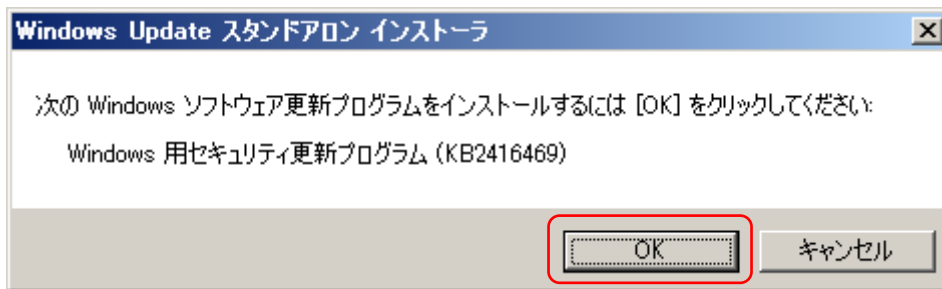 Windows Update スタンドアロン インストーラ
次の Windows ソフトウェア更新プログラムをインストールするには [OK] をクリックしてください:
Windows 用セキュリティ更新プログラム (KB2416469)
OK
キャンセル